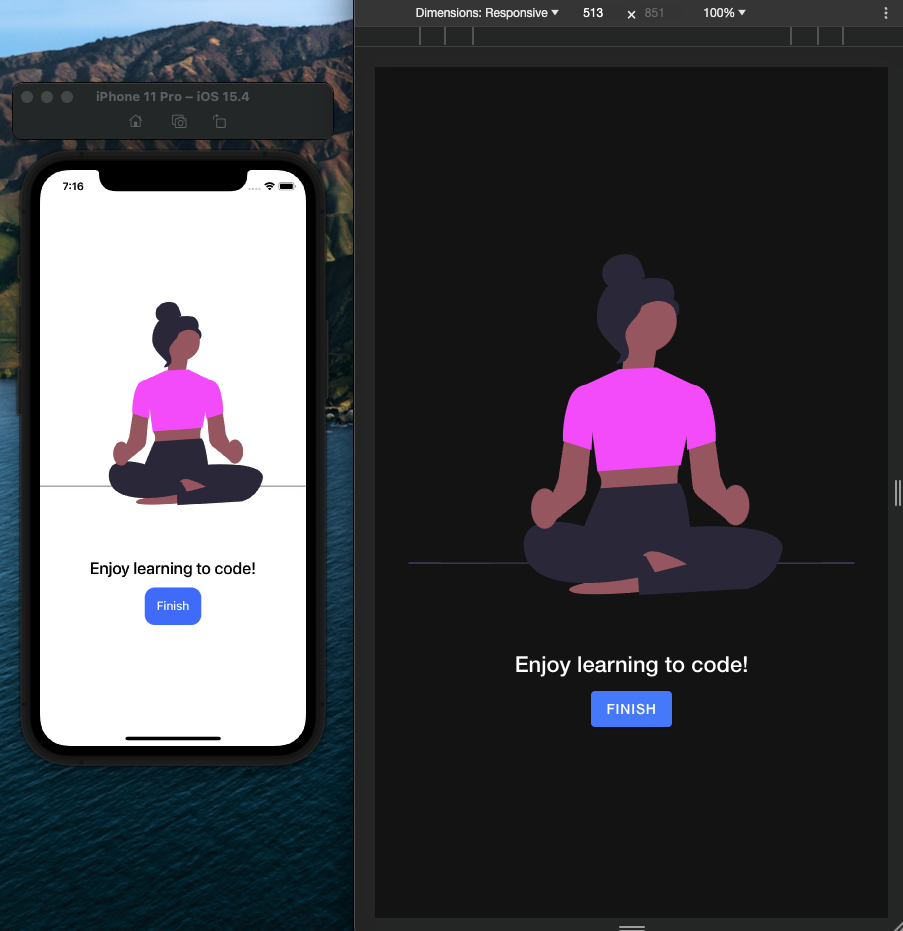 Dimensions: Responsive ▾ 513 × 851 100% ▾
iPhone 11 Pro – iOS 15.4
7:16
Enjoy learning to code!
Finish
Enjoy learning to code!
FINISH